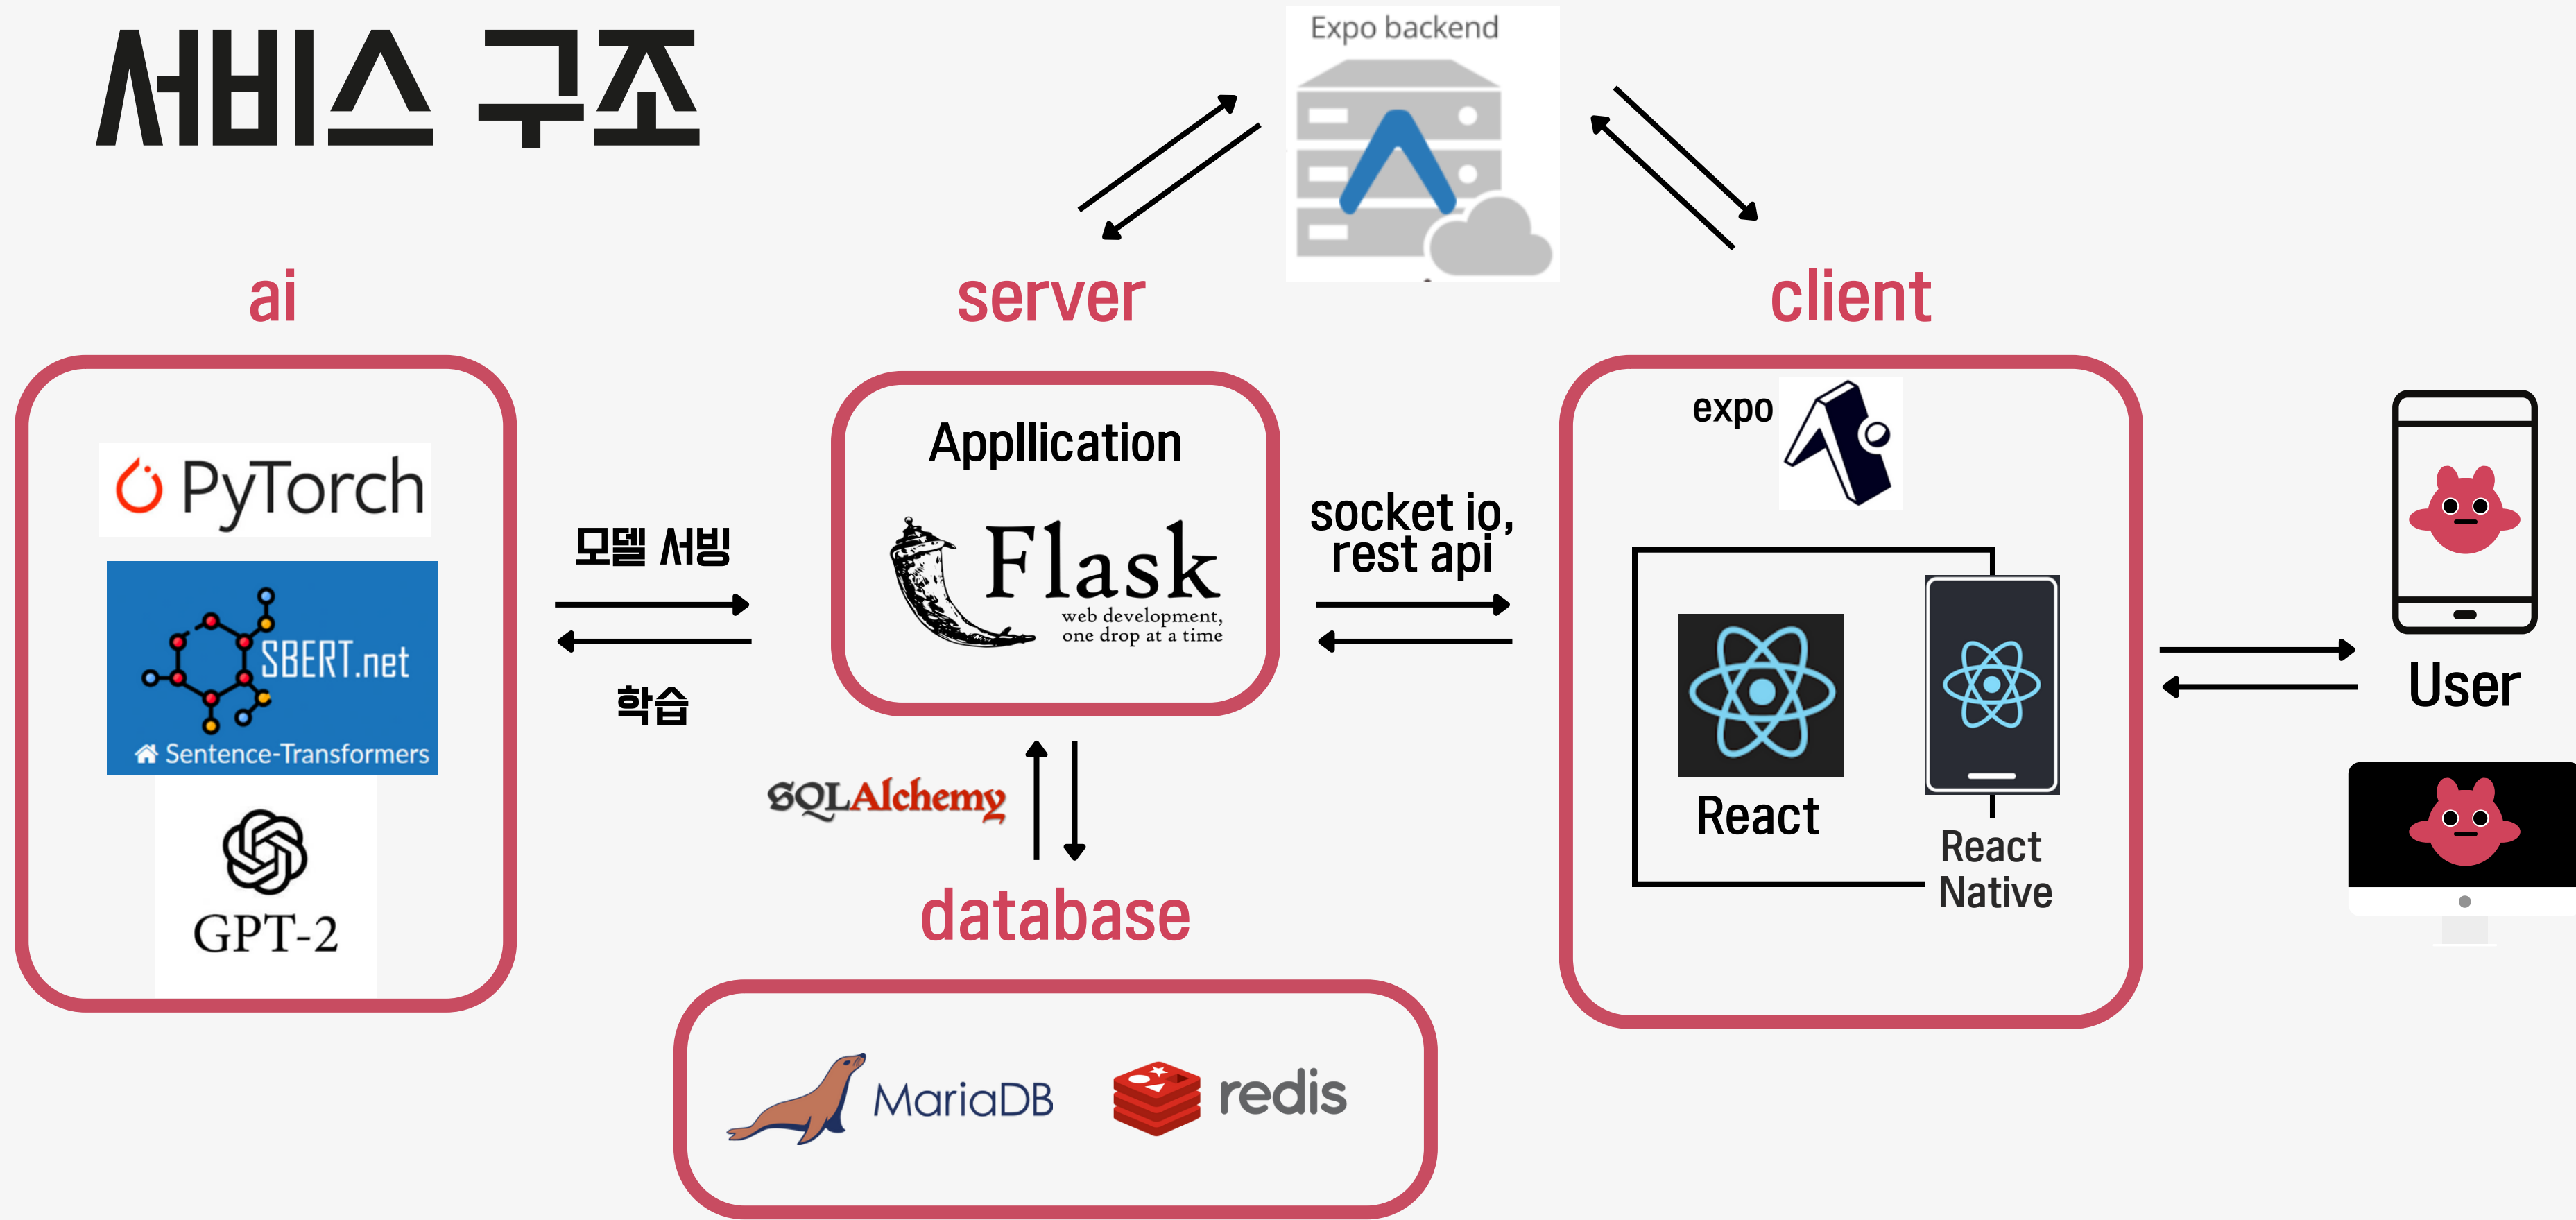 서비스 구조
Expo backend
ai
server
client
PyTorch
SBERT.net
Sentence-Transformers
GPT-2
모델 서빙
학습
Appllication
Flask
web development,
one drop at a time
socket io,
rest api
expo
React
React
Native
User
SQLAlchemy
database
MariaDB
redis